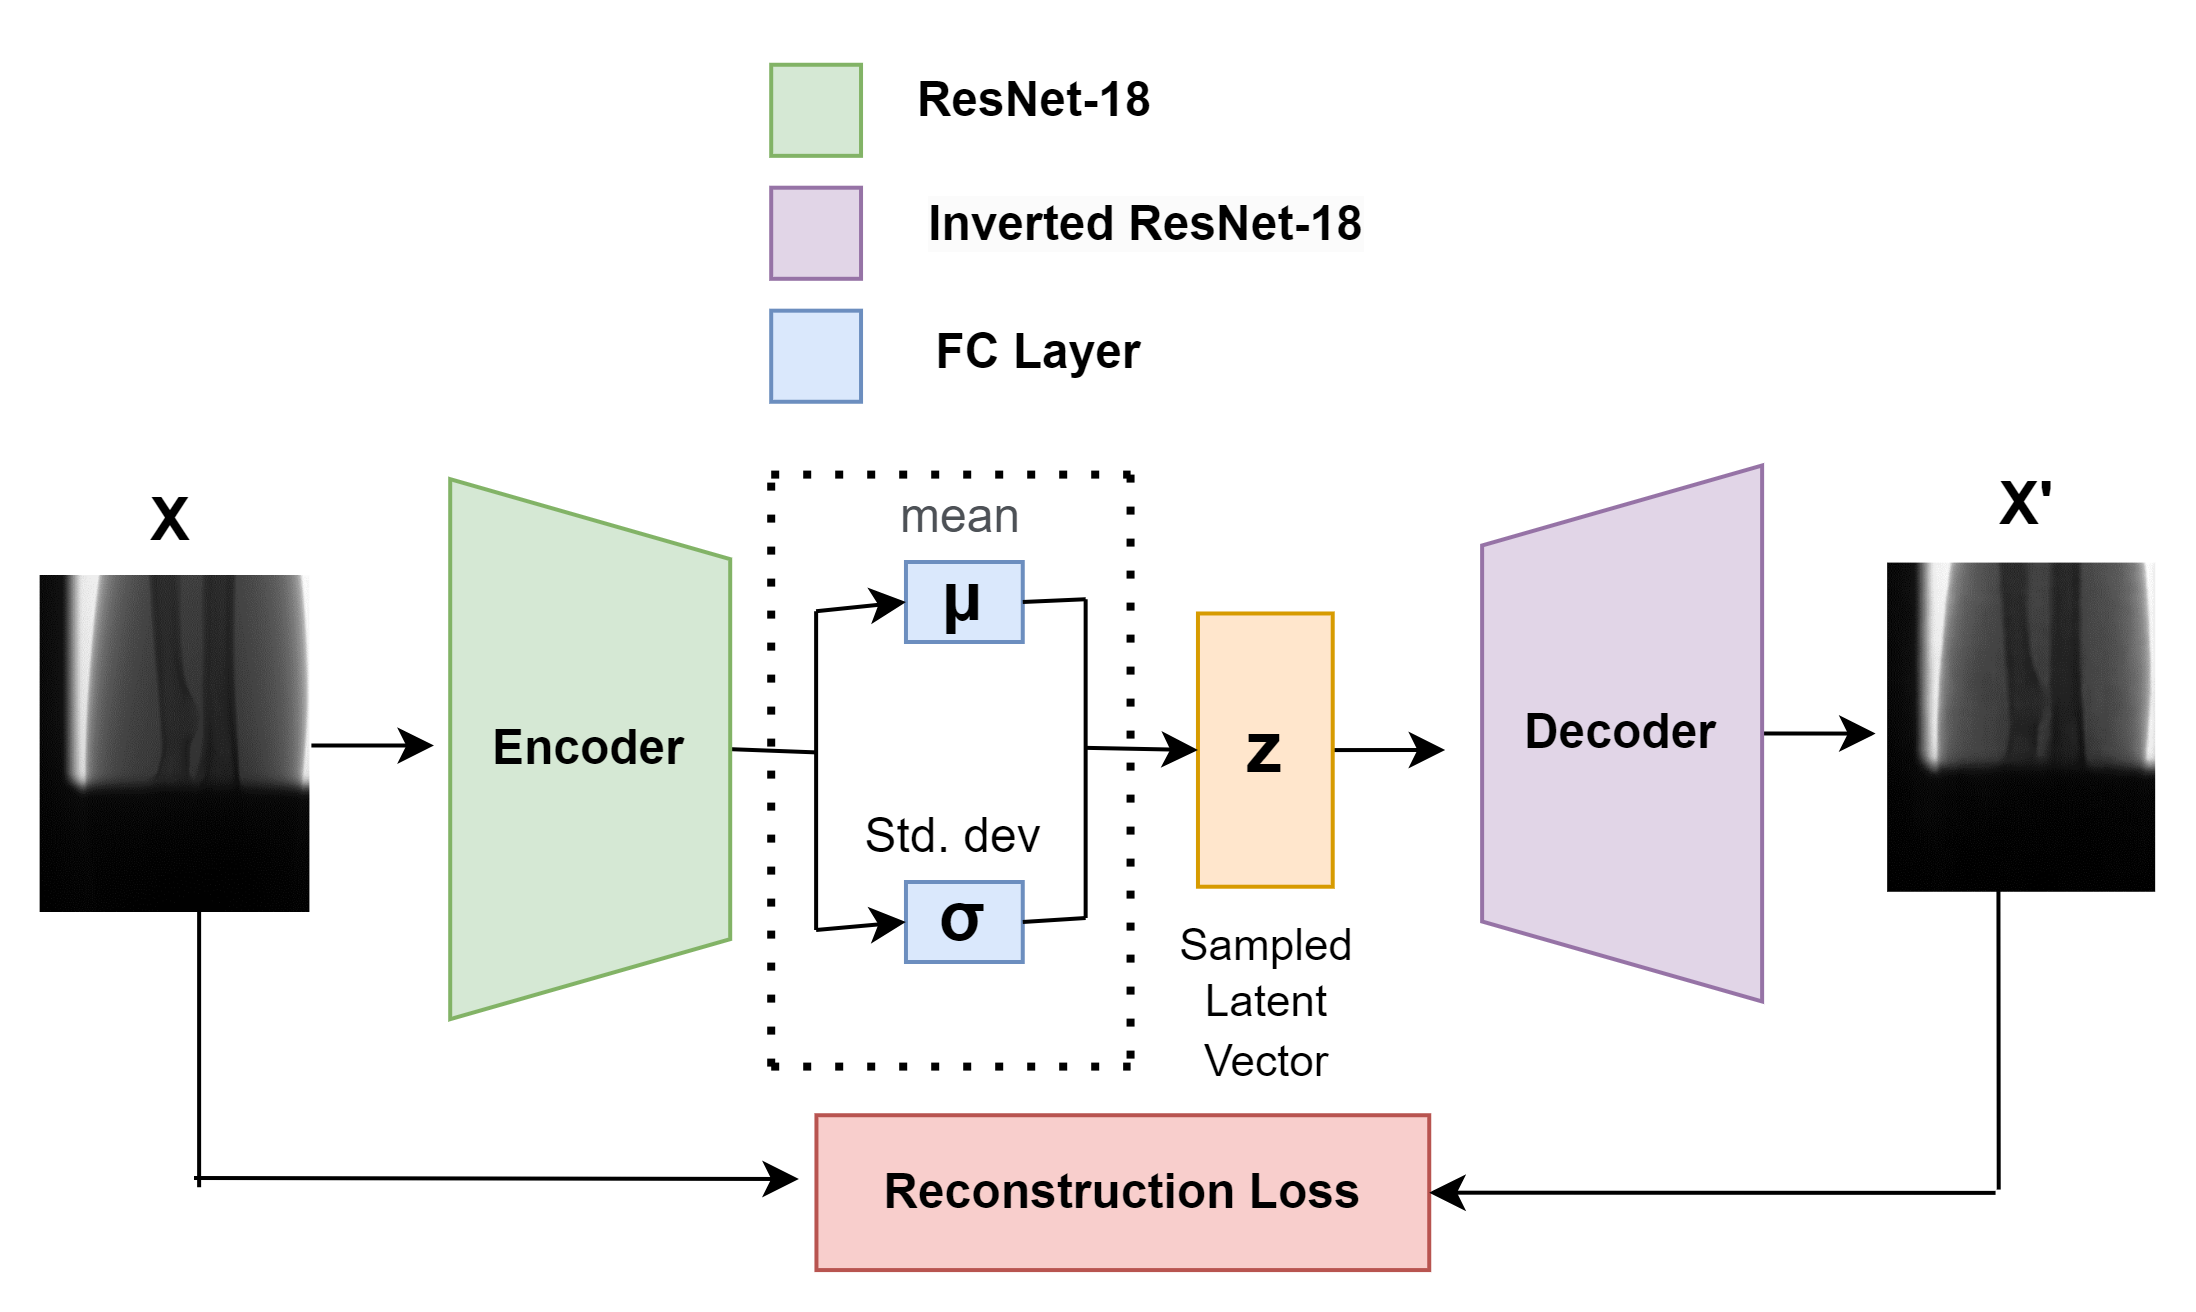 ResNet-18
Inverted ResNet-18
FC Layer
X
Encoder
mean
μ
Std. dev
σ
z
Sampled
Latent
Vector
Decoder
X'
Reconstruction Loss